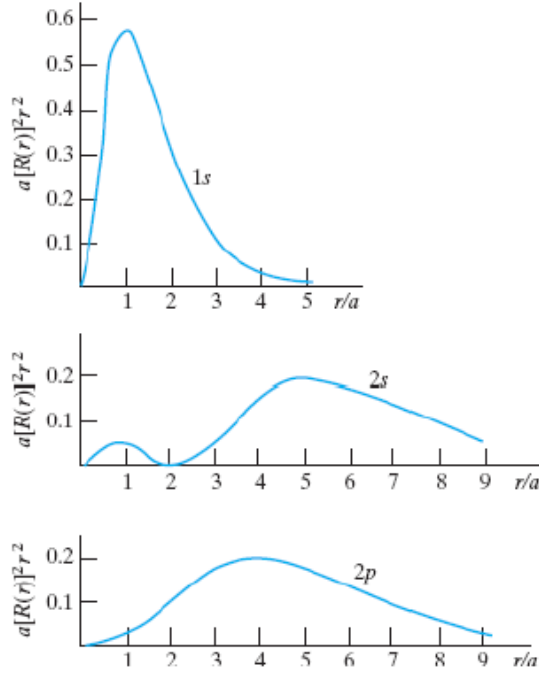 0.6
0.5
0.4
0.3
0.2
0.1
a[R(r)]²r²
1s
1 2 3 4 5 r/a
0.2
0.1
a[R(r)]²r²
2s
1 2 3 4 5 6 7 8 9 r/a
0.2
0.1
a[R(r)]²r²
2p
1 2 3 4 5 6 7 8 9 r/a